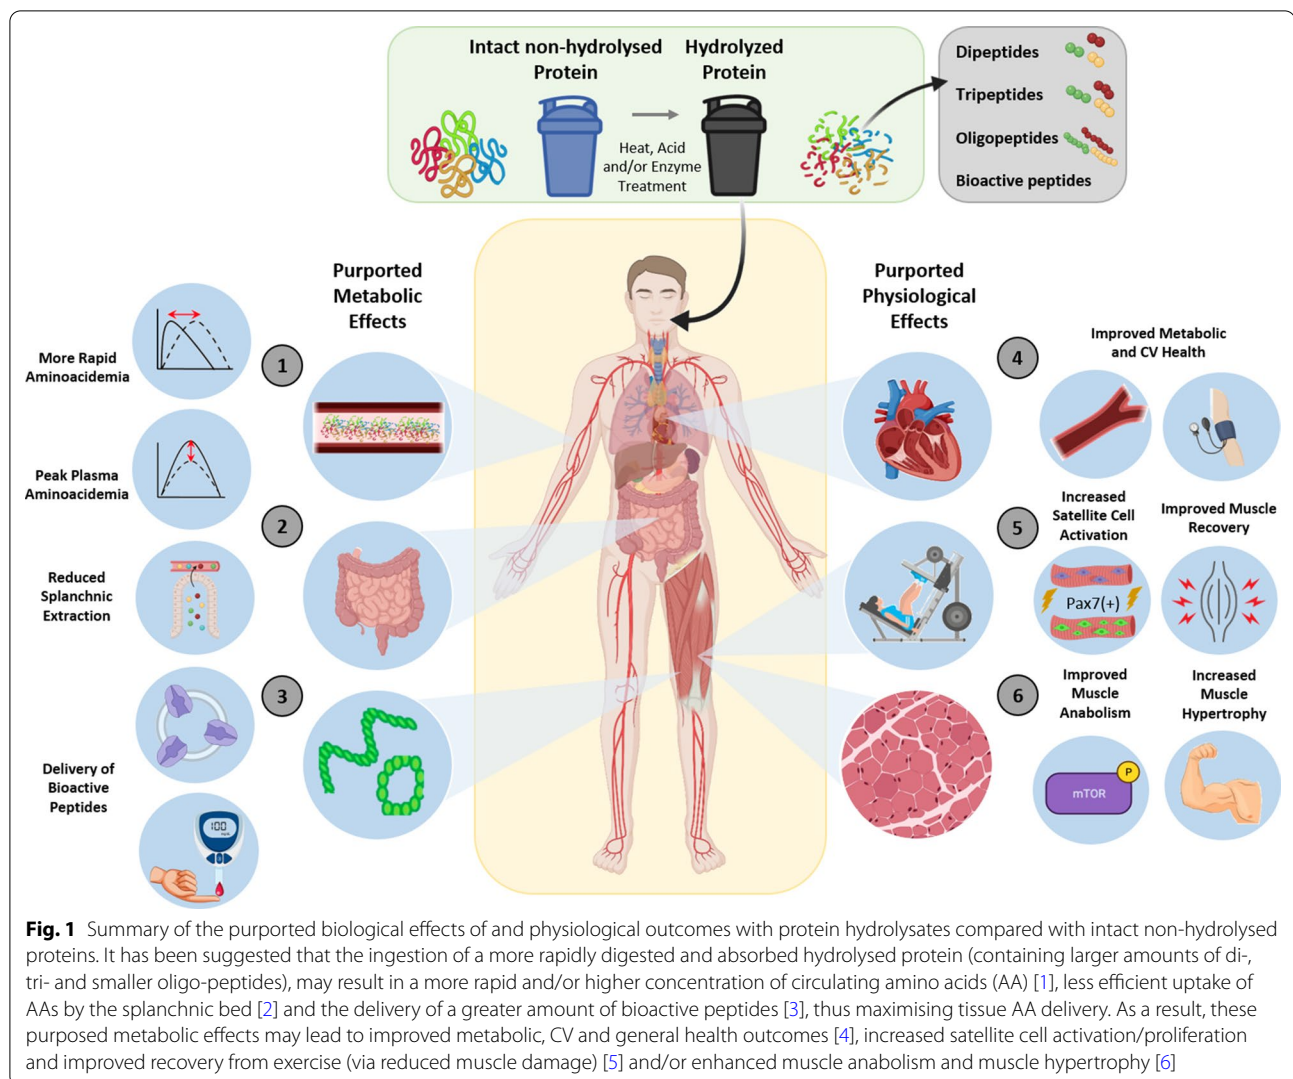 Intact non-hydrolysed
Protein
Hydrolyzed
Protein
Heat, Acid
and/or Enzyme
Treatment
Dipeptides
Tripeptides
Oligopeptides
Bioactive peptides
Purported
Metabolic
Effects
Purported
Physiological
Effects
1
More Rapid
Aminoacidemia
Peak Plasma
Aminoacidemia
2
Reduced
Splanchnic
Extraction
3
Delivery of
Bioactive
Peptides
100
4
Improved Metabolic
and CV Health
5
Increased
Satellite Cell
Activation
Improved Muscle
Recovery
Pax7(+)
6
Improved
Muscle
Anabolism
Increased
Muscle
Hypertrophy
mTOR
P
Fig. 1 Summary of the purported biological effects of and physiological outcomes with protein hydrolysates compared with intact non-hydrolysed
proteins. It has been suggested that the ingestion of a more rapidly digested and absorbed hydrolysed protein (containing larger amounts of di-,
tri- and smaller oligo-peptides), may result in a more rapid and/or higher concentration of circulating amino acids (AA) [1], less efficient uptake of
AAs by the splanchnic bed [2] and the delivery of a greater amount of bioactive peptides [3], thus maximising tissue AA delivery. As a result, these
purposed metabolic effects may lead to improved metabolic, CV and general health outcomes [4], increased satellite cell activation/proliferation
and improved recovery from exercise (via reduced muscle damage) [5] and/or enhanced muscle anabolism and muscle hypertrophy [6]